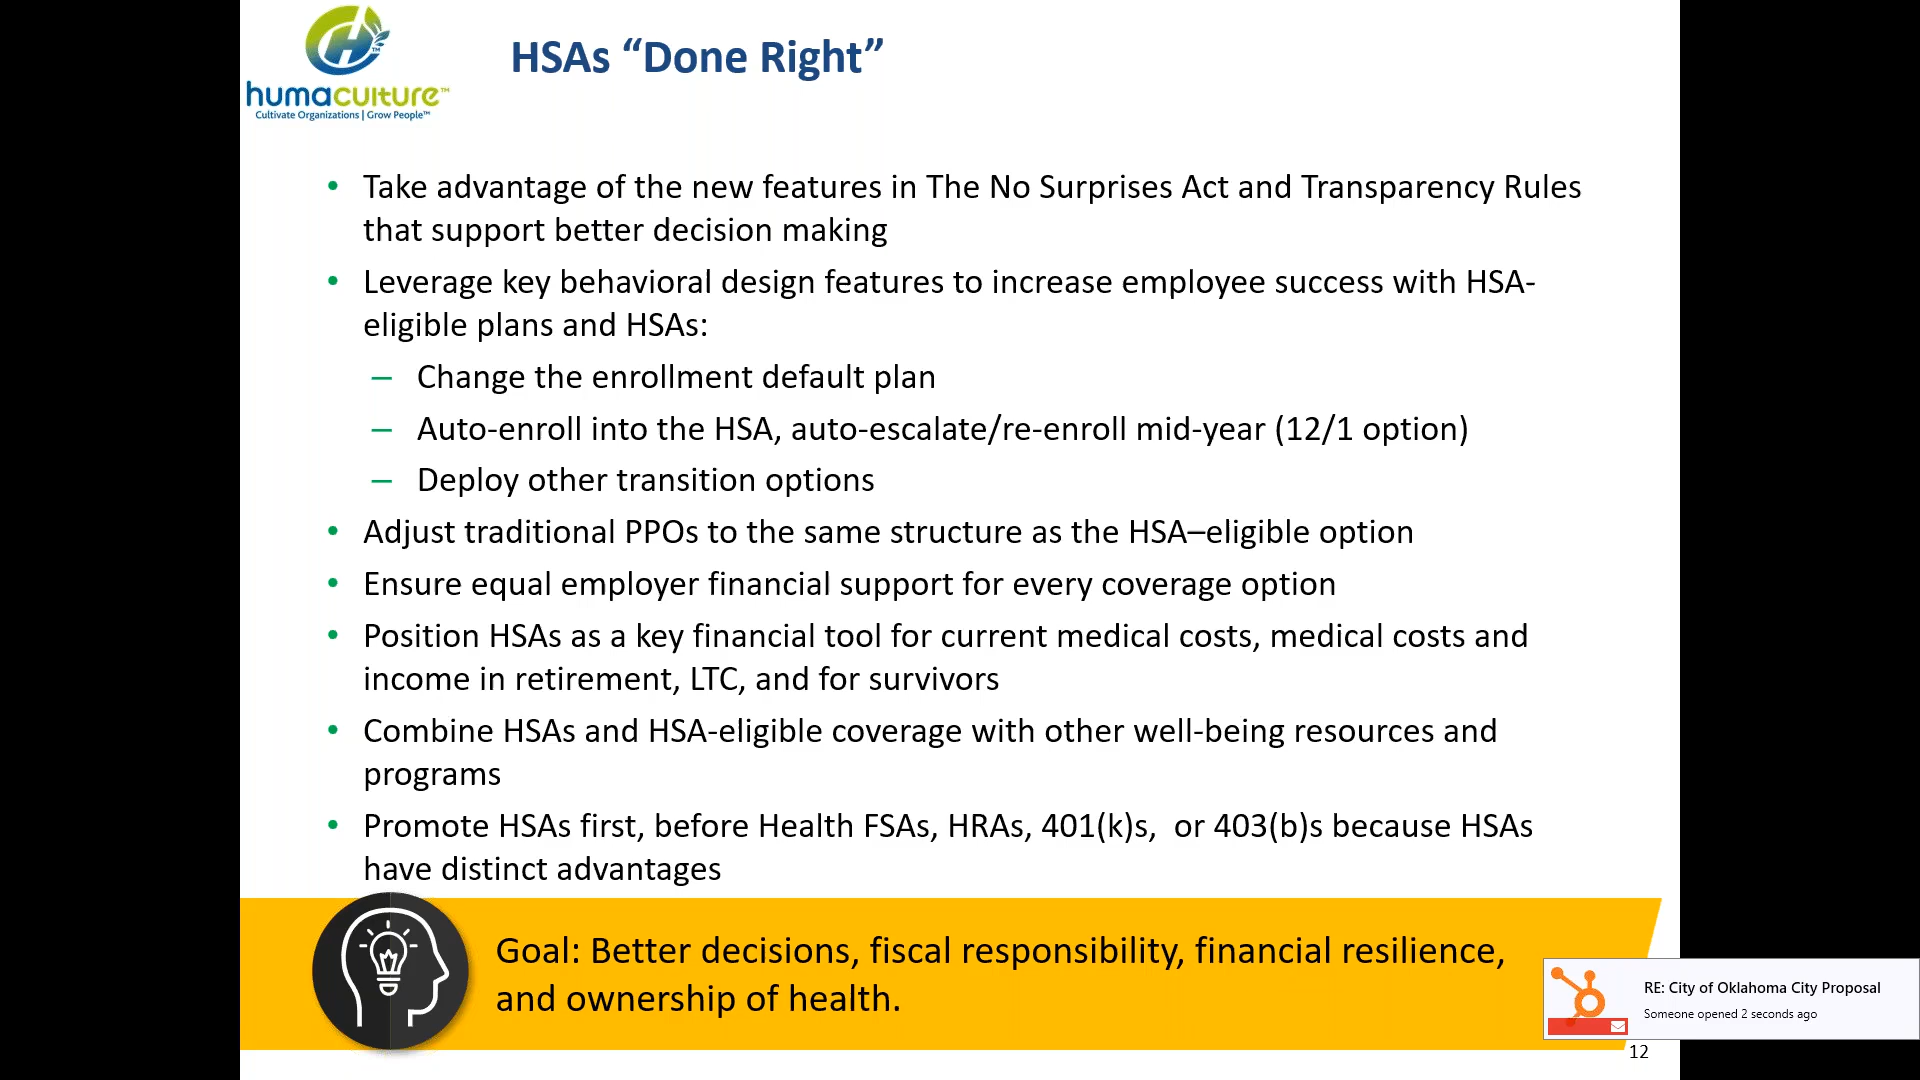 humaculture™
Cultivate Organizations | Grow People™
HSAs “Done Right”
• Take advantage of the new features in The No Surprises Act and Transparency Rules
that support better decision making
• Leverage key behavioral design features to increase employee success with HSA-
eligible plans and HSAs:
– Change the enrollment default plan
– Auto-enroll into the HSA, auto-escalate/re-enroll mid-year (12/1 option)
– Deploy other transition options
• Adjust traditional PPOs to the same structure as the HSA–eligible option
• Ensure equal employer financial support for every coverage option
• Position HSAs as a key financial tool for current medical costs, medical costs and
income in retirement, LTC, and for survivors
• Combine HSAs and HSA-eligible coverage with other well-being resources and
programs
• Promote HSAs first, before Health FSAs, HRAs, 401(k)s,  or 403(b)s because HSAs
have distinct advantages
Goal: Better decisions, fiscal responsibility, financial resilience,
and ownership of health.
RE: City of Oklahoma City Proposal
Someone opened 2 seconds ago
12